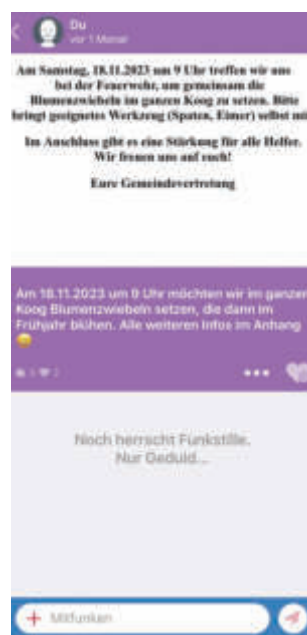 Du
vor 1 Monat
Am Samstag, 18.11.2023 um 9 Uhr treffen wir uns
bei der Feuerwehr, um gemeinsam die
Blumenzwiebeln im ganzen Koog zu setzen. Bitte
bringt geeignetes Werkzeug (Spaten, Eimer) selbst mit
Im Anschluss gibt es eine Stärkung für alle Helfer.
Wir freuen uns auf euch!
Eure Gemeindevertretung
Am 18.11.2023 um 9 Uhr möchten wir im ganzen
Koog Blumenzwiebeln setzen, die dann im
Frühjahr blühen. Alle weiteren Infos im Anhang
Noch herrscht Funkstille.
Nur Geduld...
Mitfunken